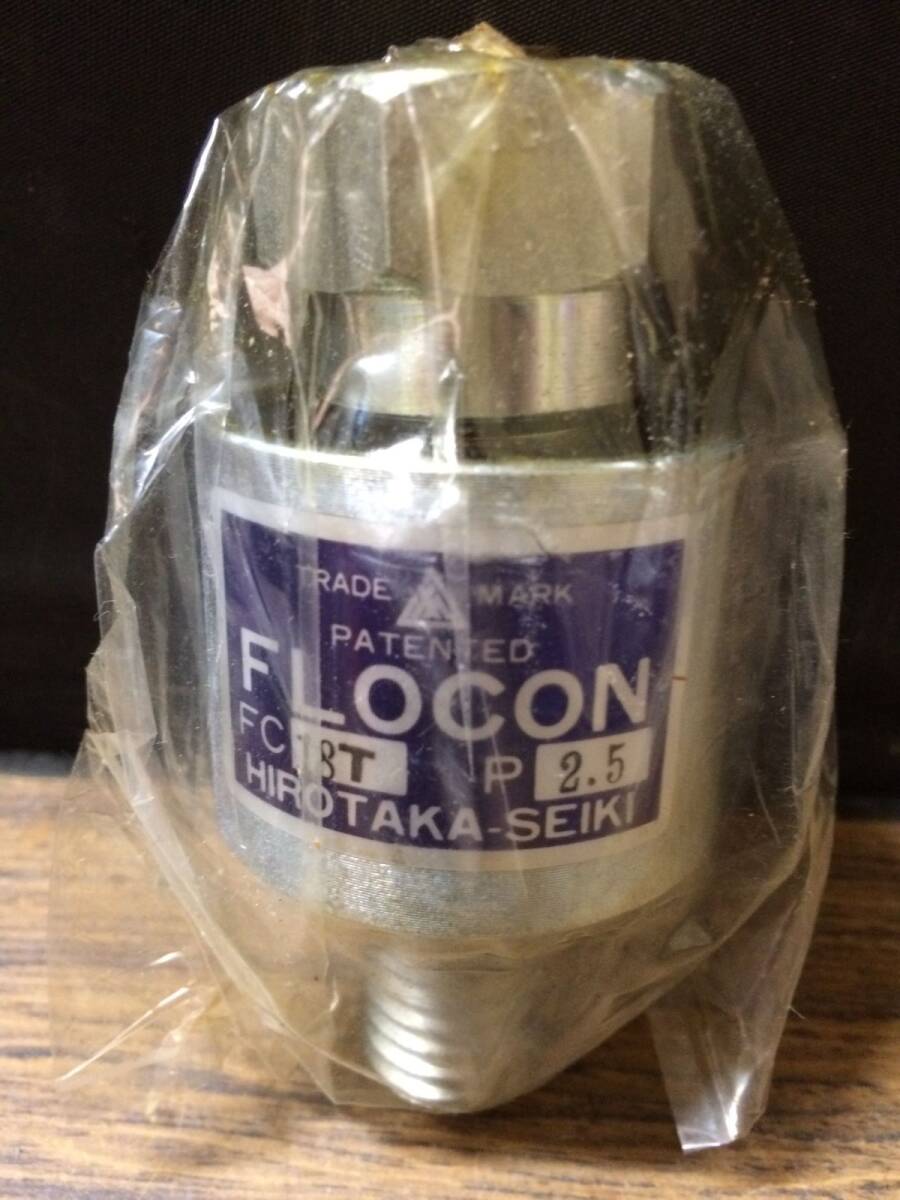 TRADE MARK
PATENTED
FLOCON
FC 18T P 2.5
HIROTAKA-SEIKI